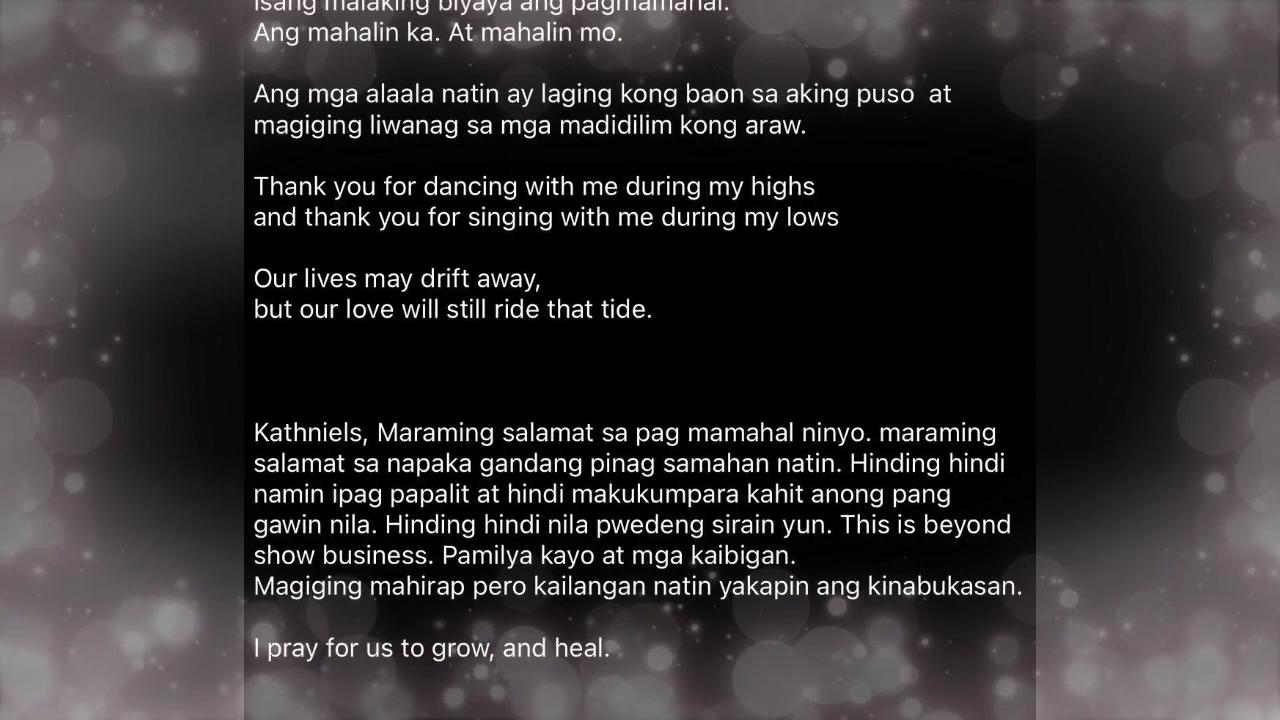 isang malaking biyaya ang pagmamahal.
Ang mahalin ka. At mahalin mo.
Ang mga alaala natin ay laging kong baon sa aking puso at
magiging liwanag sa mga madidilim kong araw.
Thank you for dancing with me during my highs
and thank you for singing with me during my lows
Our lives may drift away,
but our love will still ride that tide.
Kathniels, Maraming salamat sa pag mamahal ninyo. maraming
salamat sa napaka gandang pinag samahan natin. Hinding hindi
namin ipag papalit at hindi makukumpara kahit anong pang
gawin nila. Hinding hindi nila pwedeng sirain yun. This is beyond
show business. Pamilya kayo at mga kaibigan.
Magiging mahirap pero kailangan natin yakapin ang kinabukasan.
I pray for us to grow, and heal.